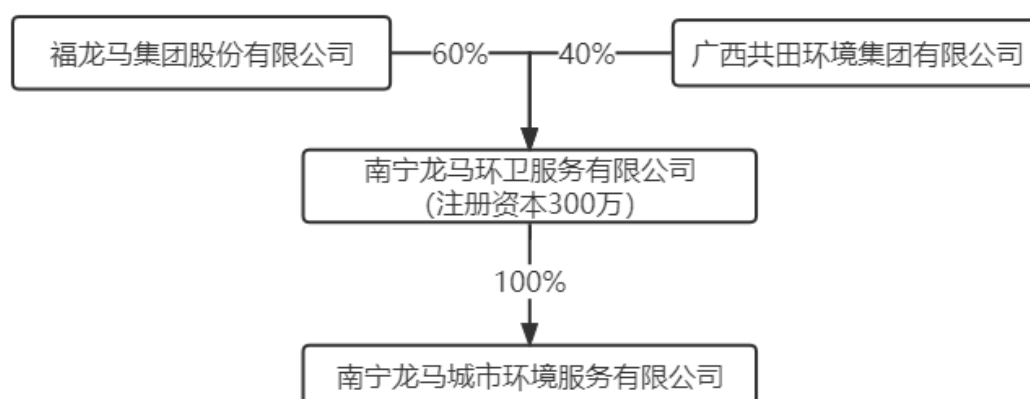 福龙马集团股份有限公司
60%
40%
广西共田环境集团有限公司
南宁龙马环卫服务有限公司
(注册资本300万)
100%
南宁龙马城市环境服务有限公司